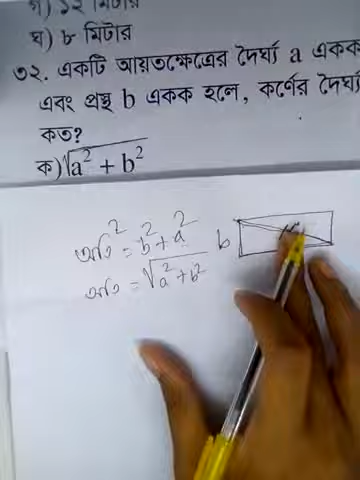 গ) ১২ মিটার
ঘ) ৮ মিটার
৩২. একটি আয়তক্ষেত্রের দৈর্ঘ্য a একক
এবং প্রস্থ b একক হলে, কর্ণের দৈর্ঘ্য
কত?
ক) √a² + b²
অতি² = b² + a²
b
অতি = √a² + b²